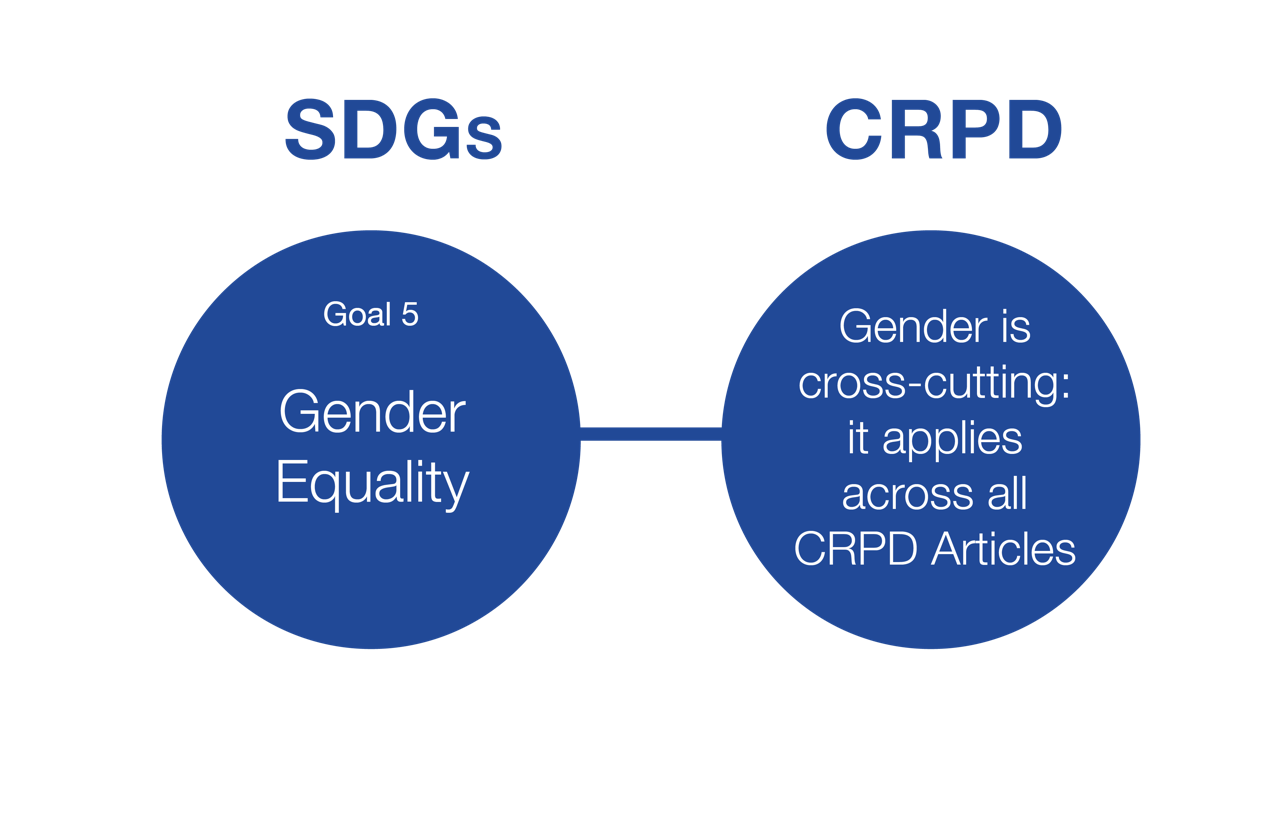 SDGs
CRPD
Goal 5
Gender
Equality
Gender is
cross-cutting:
it applies
across all
CRPD Articles